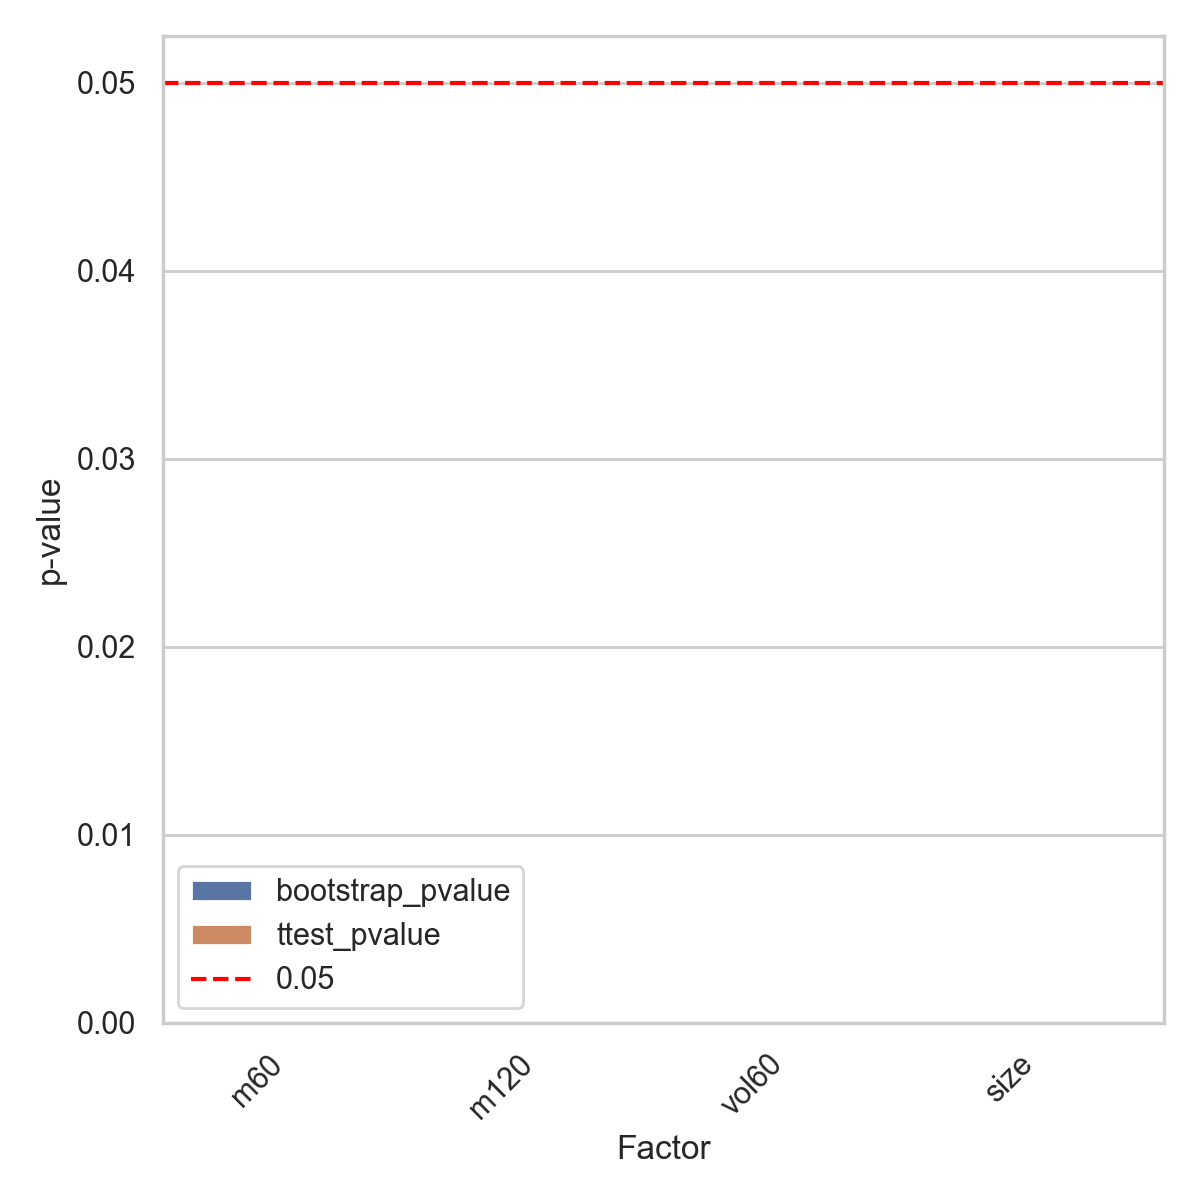 0.05
0.04
0.03
0.02
0.01
0.00
p-value
bootstrap_pvalue
ttest_pvalue
0.05
m60
m120
vol60
size
Factor